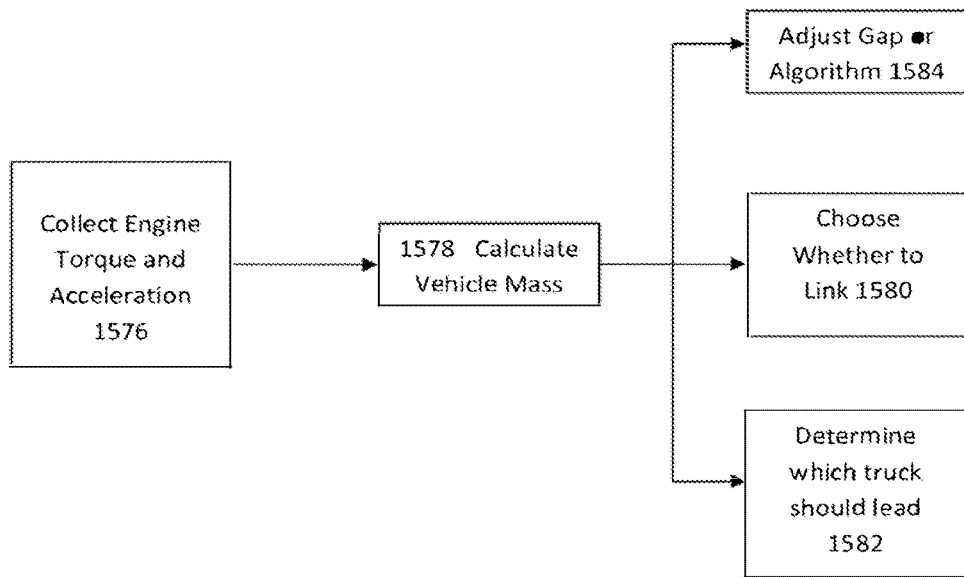 Collect Engine
Torque and
Acceleration
1576
1578 Calculate
Vehicle Mass
Adjust Gap or
Algorithm 1584
Choose
Whether to
Link 1580
Determine
which truck
should lead
1582